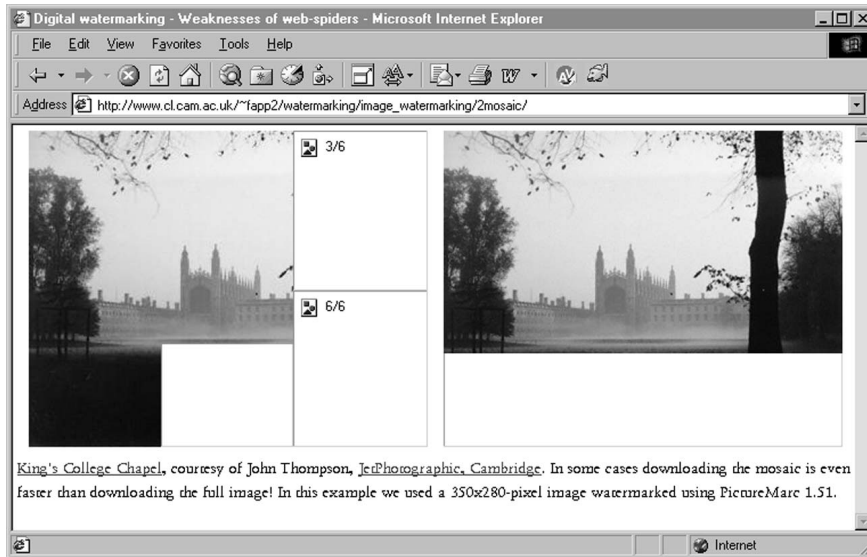 Digital watermarking - Weaknesses of web-spiders - Microsoft Internet Explorer
File Edit View Favorites Tools Help
Address http://www.cl.cam.ac.uk/~fapp2/watermarking/image_watermarking/2mosaic/
3/6
6/6
King's College Chapel, courtesy of John Thompson, JetPhotographic, Cambridge. In some cases downloading the mosaic is even
faster than downloading the full image! In this example we used a 350x280-pixel image watermarked using PictureMarc 1.51.
Internet